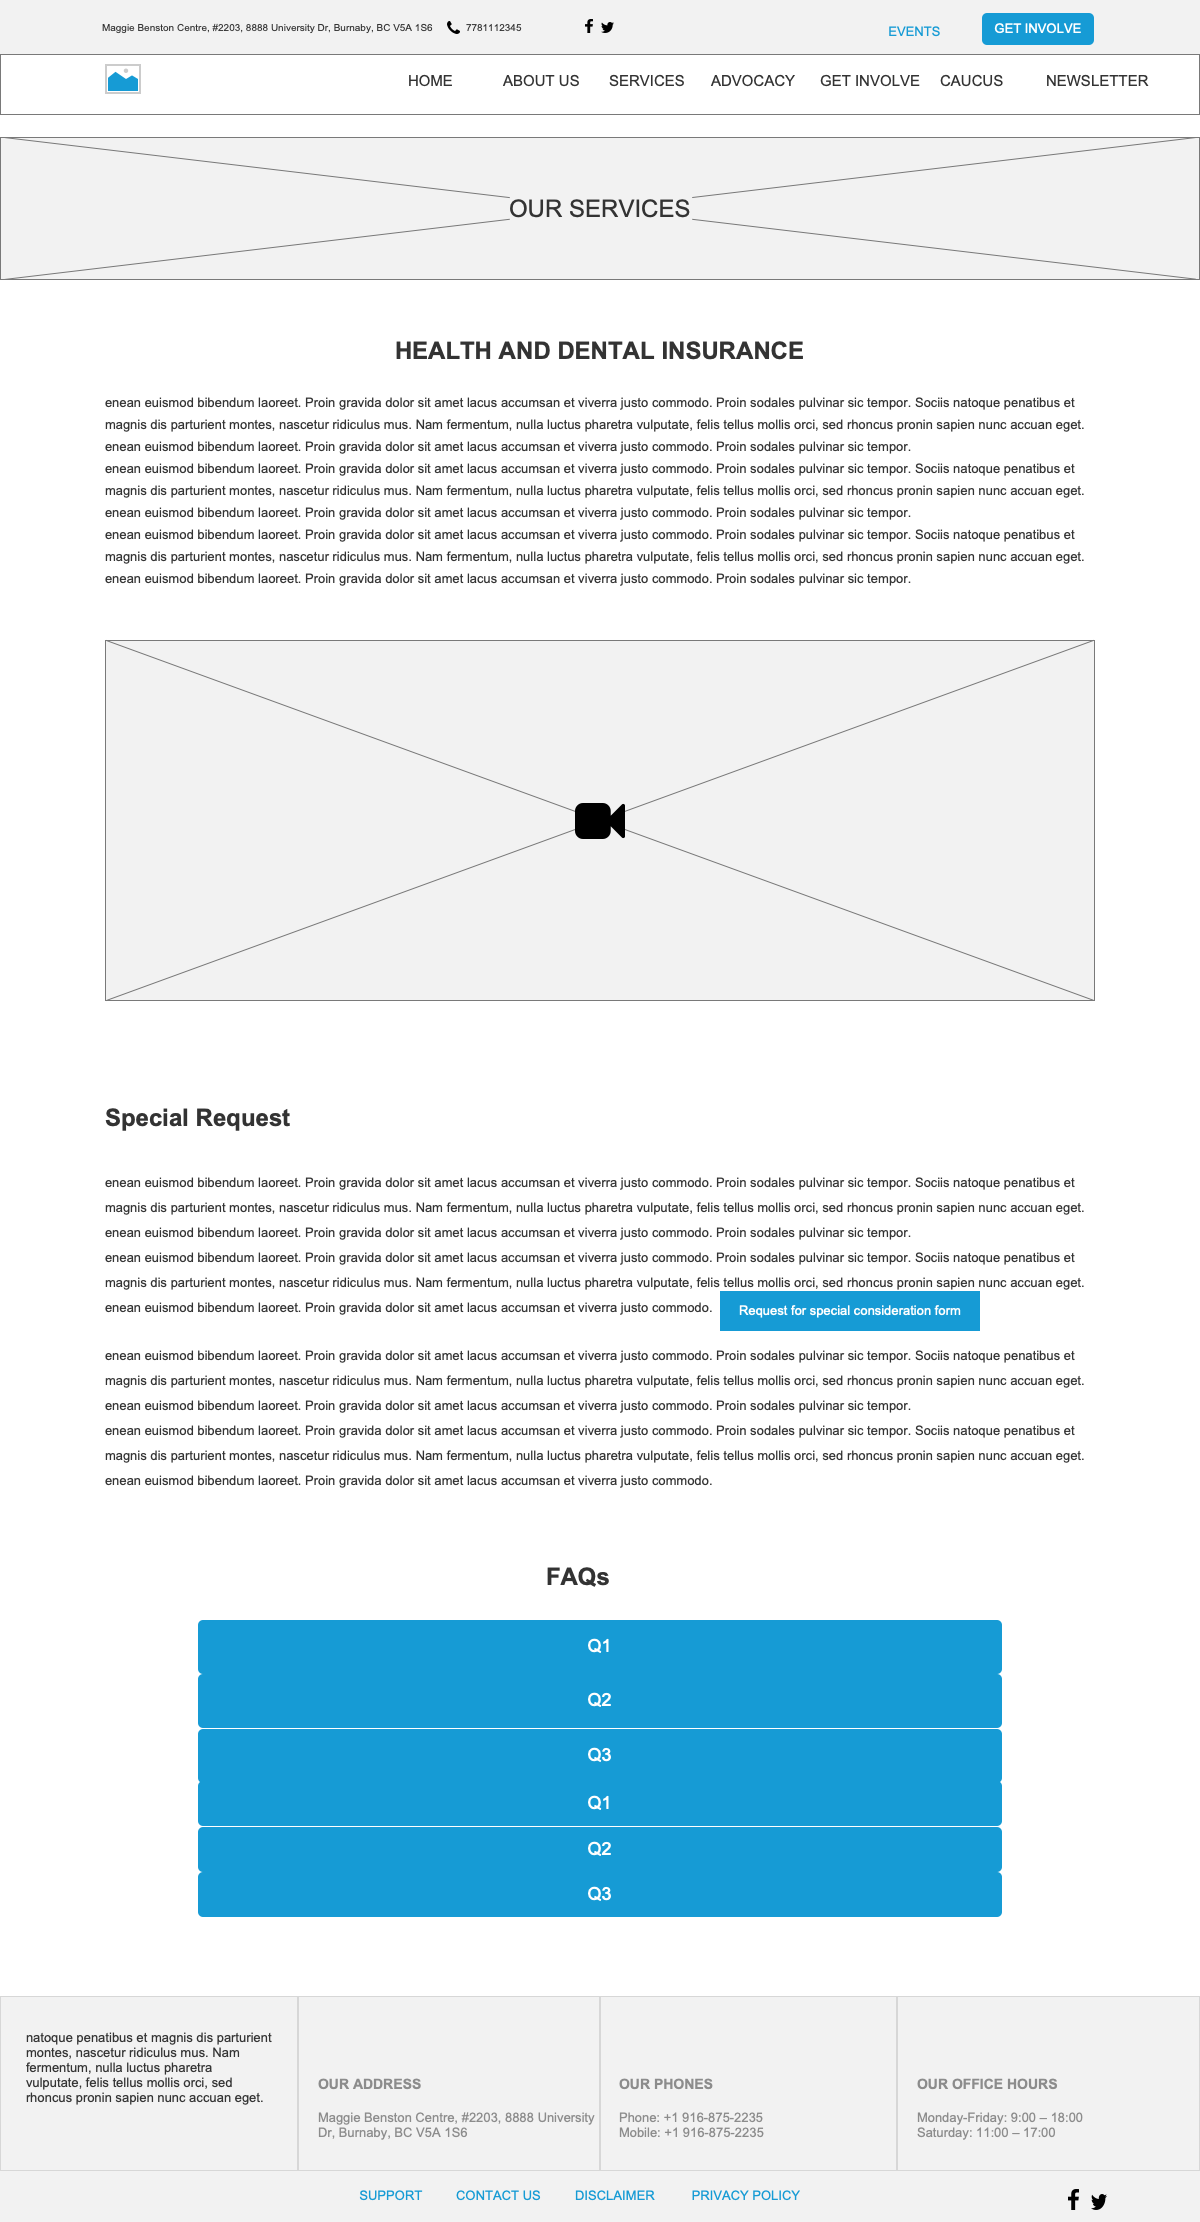 Maggie Benston Centre, #2203, 8888 University Dr, Burnaby, BC V5A 1S6 7781112345 EVENTS GET INVOLVE
HOME ABOUT US SERVICES ADVOCACY GET INVOLVE CAUCUS NEWSLETTER
OUR SERVICES
HEALTH AND DENTAL INSURANCE
enean euismod bibendum laoreet. Proin gravida dolor sit amet lacus accumsan et viverra justo commodo. Proin sodales pulvinar sic tempor. Sociis natoque penatibus et
magnis dis parturient montes, nascetur ridiculus mus. Nam fermentum, nulla luctus pharetra vulputate, felis tellus mollis orci, sed rhoncus pronin sapien nunc accuan eget.
enean euismod bibendum laoreet. Proin gravida dolor sit amet lacus accumsan et viverra justo commodo. Proin sodales pulvinar sic tempor.
enean euismod bibendum laoreet. Proin gravida dolor sit amet lacus accumsan et viverra justo commodo. Proin sodales pulvinar sic tempor. Sociis natoque penatibus et
magnis dis parturient montes, nascetur ridiculus mus. Nam fermentum, nulla luctus pharetra vulputate, felis tellus mollis orci, sed rhoncus pronin sapien nunc accuan eget.
enean euismod bibendum laoreet. Proin gravida dolor sit amet lacus accumsan et viverra justo commodo. Proin sodales pulvinar sic tempor.
enean euismod bibendum laoreet. Proin gravida dolor sit amet lacus accumsan et viverra justo commodo. Proin sodales pulvinar sic tempor. Sociis natoque penatibus et
magnis dis parturient montes, nascetur ridiculus mus. Nam fermentum, nulla luctus pharetra vulputate, felis tellus mollis orci, sed rhoncus pronin sapien nunc accuan eget.
enean euismod bibendum laoreet. Proin gravida dolor sit amet lacus accumsan et viverra justo commodo. Proin sodales pulvinar sic tempor.
Special Request
enean euismod bibendum laoreet. Proin gravida dolor sit amet lacus accumsan et viverra justo commodo. Proin sodales pulvinar sic tempor. Sociis natoque penatibus et
magnis dis parturient montes, nascetur ridiculus mus. Nam fermentum, nulla luctus pharetra vulputate, felis tellus mollis orci, sed rhoncus pronin sapien nunc accuan eget.
enean euismod bibendum laoreet. Proin gravida dolor sit amet lacus accumsan et viverra justo commodo. Proin sodales pulvinar sic tempor.
enean euismod bibendum laoreet. Proin gravida dolor sit amet lacus accumsan et viverra justo commodo. Proin sodales pulvinar sic tempor. Sociis natoque penatibus et
magnis dis parturient montes, nascetur ridiculus mus. Nam fermentum, nulla luctus pharetra vulputate, felis tellus mollis orci, sed rhoncus pronin sapien nunc accuan eget.
enean euismod bibendum laoreet. Proin gravida dolor sit amet lacus accumsan et viverra justo commodo. Request for special consideration form
enean euismod bibendum laoreet. Proin gravida dolor sit amet lacus accumsan et viverra justo commodo. Proin sodales pulvinar sic tempor. Sociis natoque penatibus et
magnis dis parturient montes, nascetur ridiculus mus. Nam fermentum, nulla luctus pharetra vulputate, felis tellus mollis orci, sed rhoncus pronin sapien nunc accuan eget.
enean euismod bibendum laoreet. Proin gravida dolor sit amet lacus accumsan et viverra justo commodo. Proin sodales pulvinar sic tempor.
enean euismod bibendum laoreet. Proin gravida dolor sit amet lacus accumsan et viverra justo commodo. Proin sodales pulvinar sic tempor. Sociis natoque penatibus et
magnis dis parturient montes, nascetur ridiculus mus. Nam fermentum, nulla luctus pharetra vulputate, felis tellus mollis orci, sed rhoncus pronin sapien nunc accuan eget.
enean euismod bibendum laoreet. Proin gravida dolor sit amet lacus accumsan et viverra justo commodo.
FAQs
Q1
Q2
Q3
Q1
Q2
Q3
natoque penatibus et magnis dis parturient
montes, nascetur ridiculus mus. Nam
fermentum, nulla luctus pharetra
vulputate, felis tellus mollis orci, sed
rhoncus pronin sapien nunc accuan eget.
OUR ADDRESS
Maggie Benston Centre, #2203, 8888 University
Dr, Burnaby, BC V5A 1S6
OUR PHONES
Phone: +1 916-875-2235
Mobile: +1 916-875-2235
OUR OFFICE HOURS
Monday-Friday: 9:00 – 18:00
Saturday: 11:00 – 17:00
SUPPORT CONTACT US DISCLAIMER PRIVACY POLICY